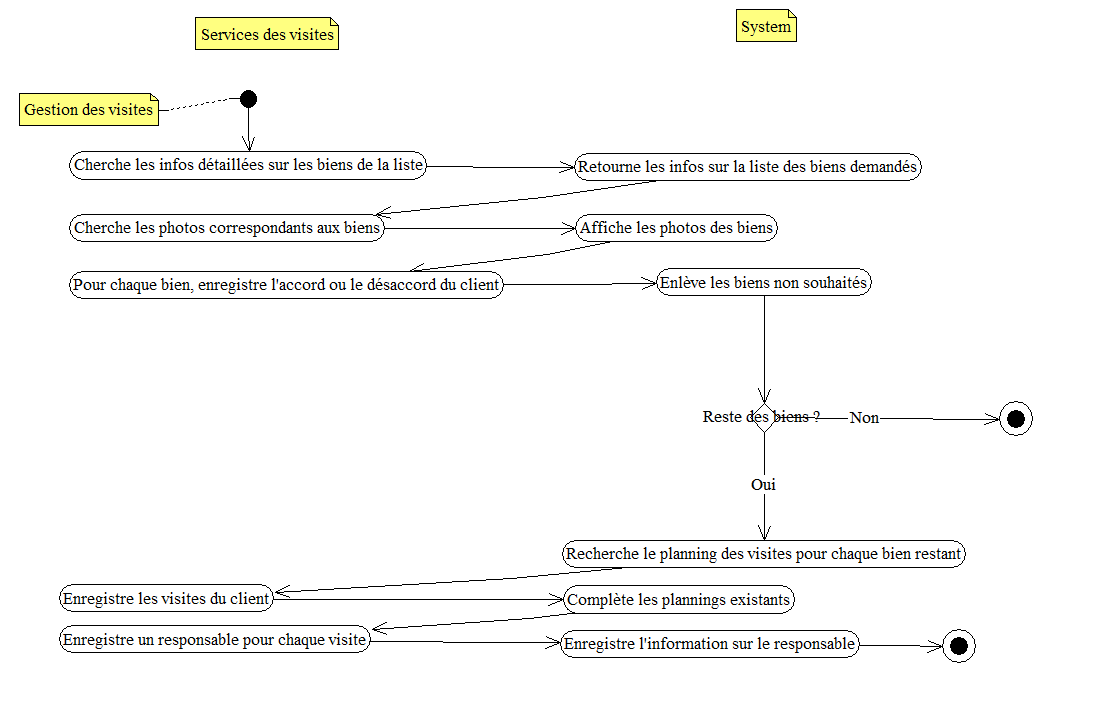 Services des visites
System
Gestion des visites
Cherche les infos détaillées sur les biens de la liste
Retourne les infos sur la liste des biens demandés
Cherche les photos correspondants aux biens
Affiche les photos des biens
Pour chaque bien, enregistre l'accord ou le désaccord du client
Enlève les biens non souhaités
Reste des biens ?
Non
Oui
Recherche le planning des visites pour chaque bien restant
Enregistre les visites du client
Complète les plannings existants
Enregistre un responsable pour chaque visite
Enregistre l'information sur le responsable